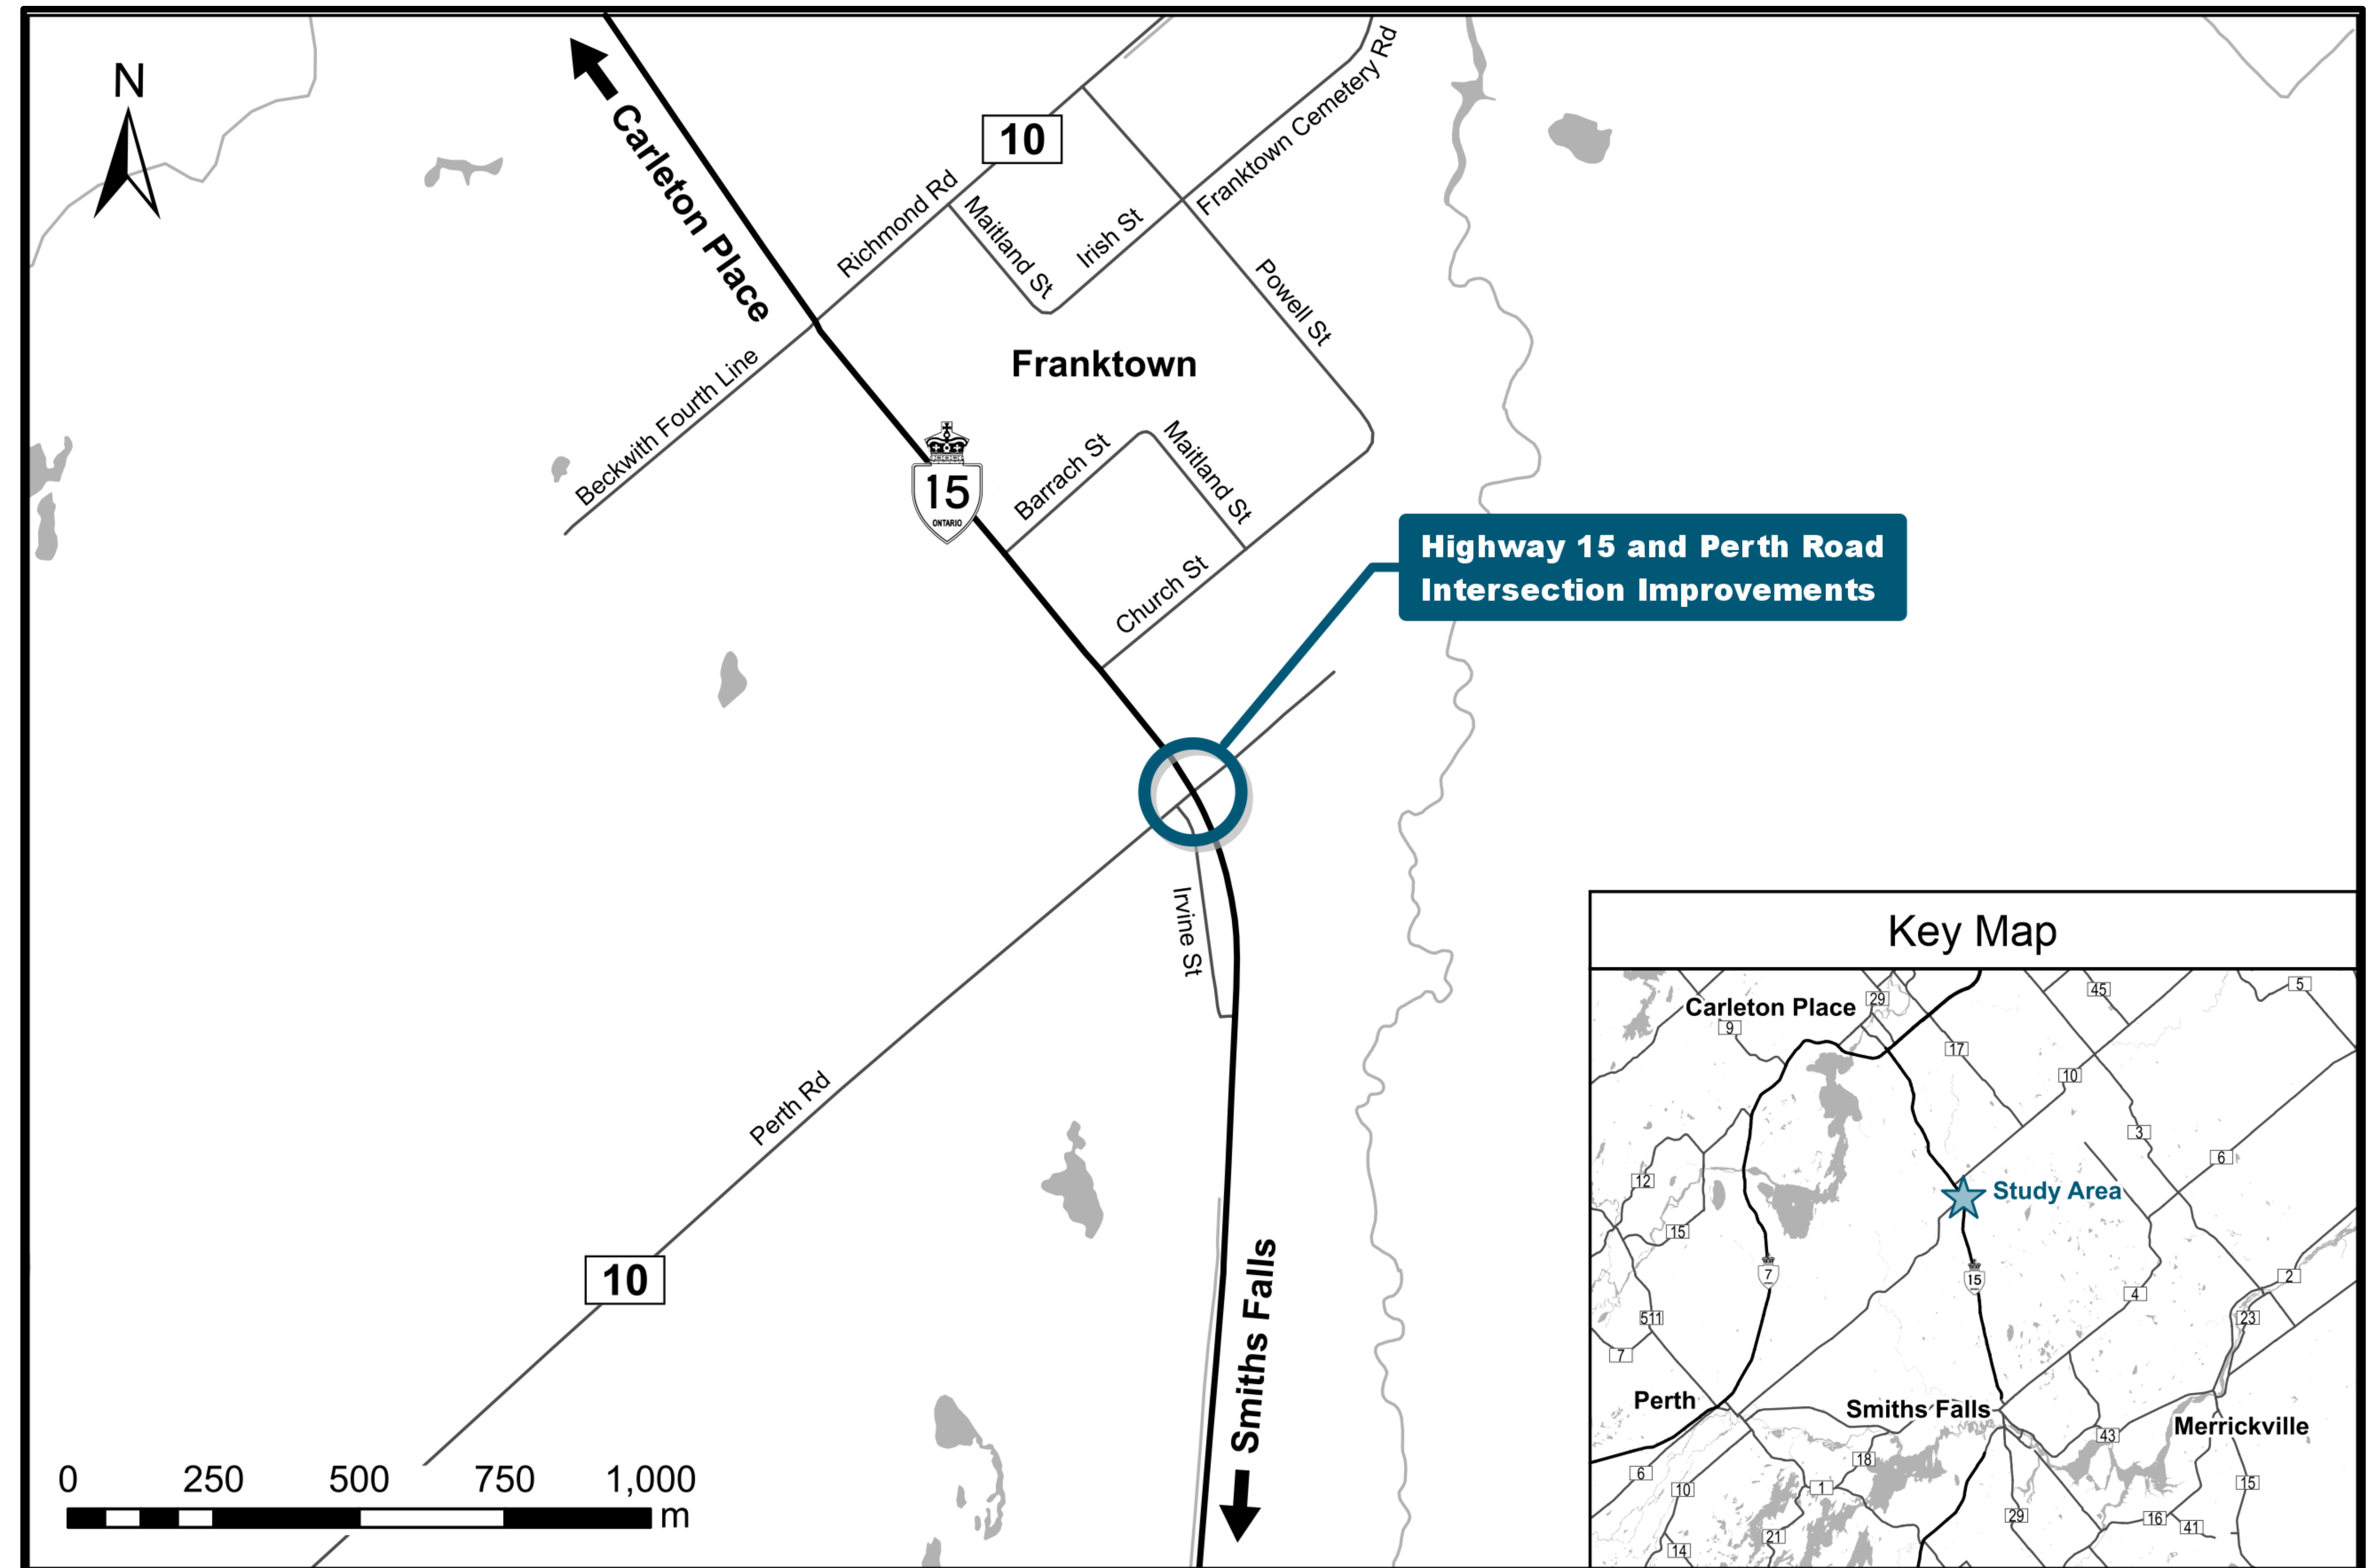 N
Carleton Place
10
Richmond Rd
Franktown Cemetery Rd
Maitland St
Irish St
Powell St
Beckwith Fourth Line
Franktown
15
ONTARIO
Barrach St
Maitland St
Church St
Highway 15 and Perth Road
Intersection Improvements
Irvine St
Perth Rd
10
Smiths Falls
0 250 500 750 1,000
m
Key Map
Carleton Place
29
45
5
9
17
10
3
6
12
Study Area
15
7
15
2
4
511
23
7
Perth
Smiths Falls
Merrickville
43
6
18
10
1
15
29
16
41
21
14